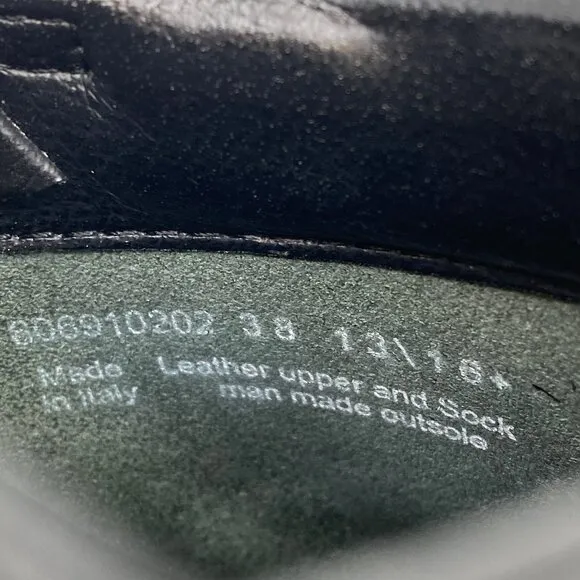 606910202 38 13\16+
Made
in Italy
Leather upper and Sock
man made outsole